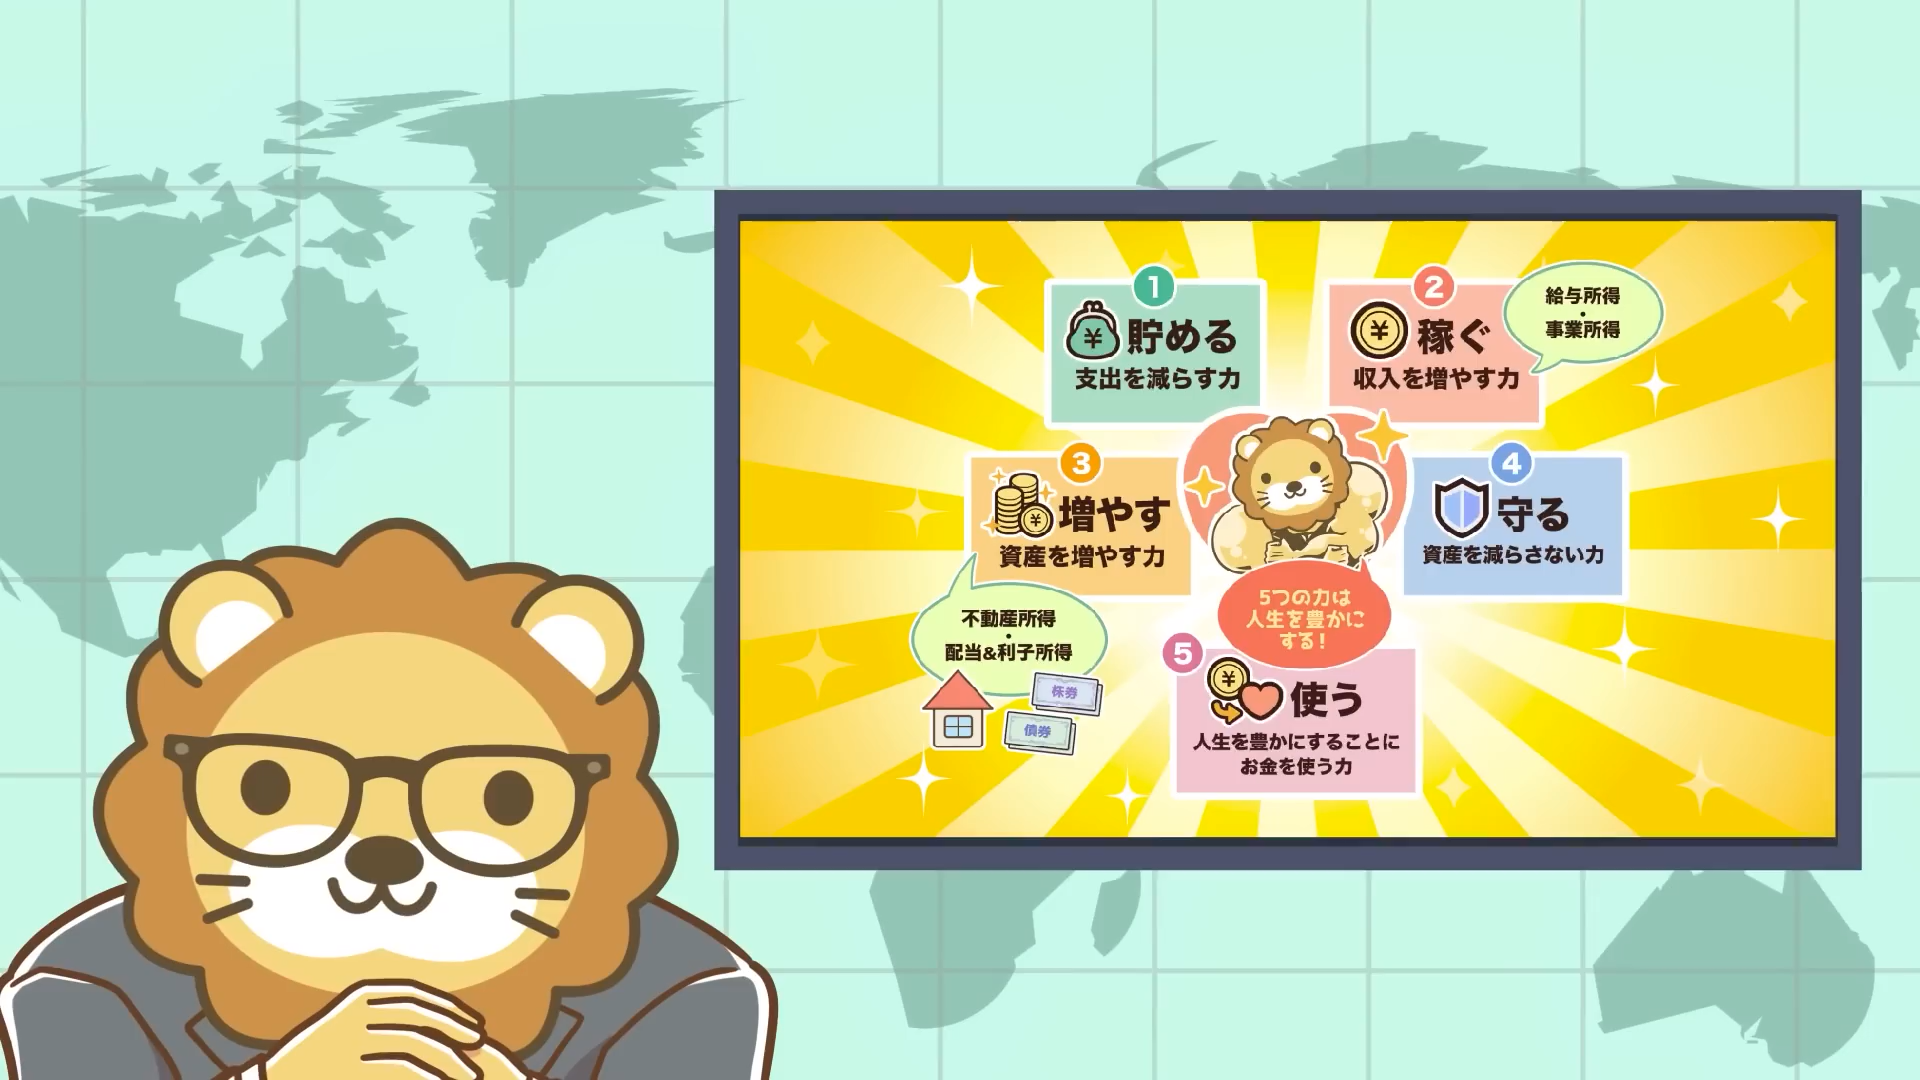 1
¥
貯める
支出を減らす力
2
¥
稼ぐ
収入を増やす力
給与所得
・
事業所得
3
¥
増やす
資産を増やす力
不動産所得
・
配当&利子所得
株券
債券
4
守る
資産を減らさない力
5つの力は
人生を豊かに
する!
5
¥
使う
人生を豊かにすることに
お金を使う力